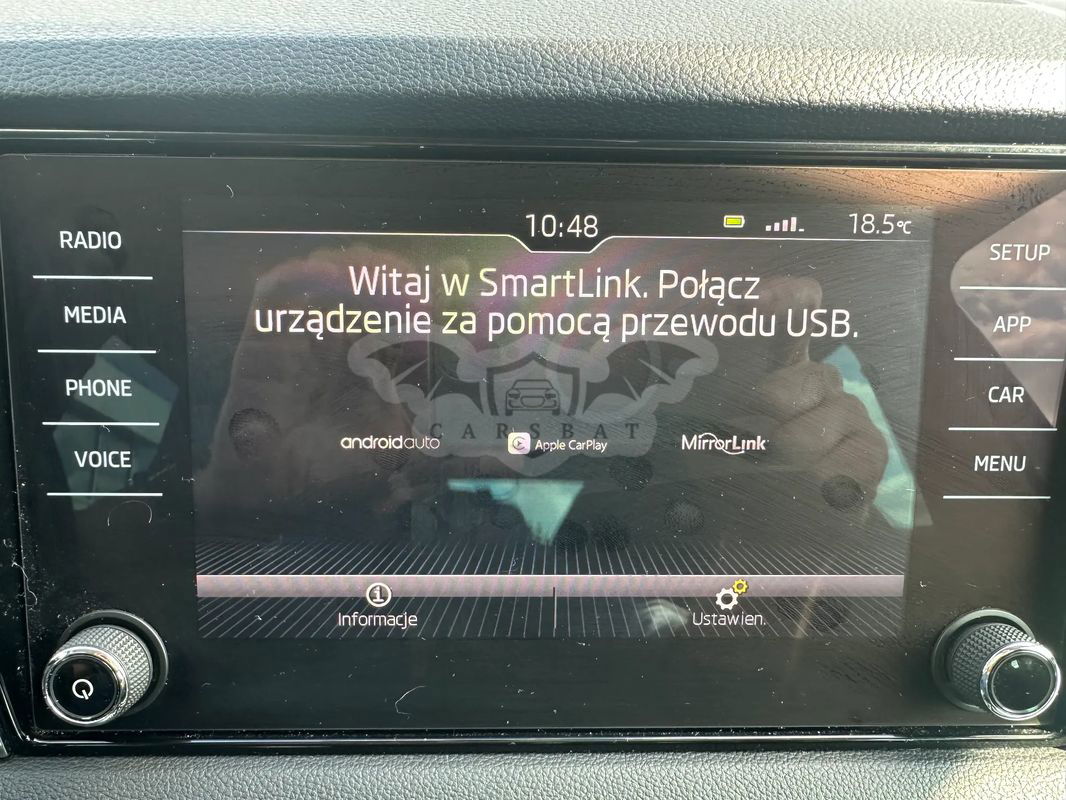 10:48
18.5°C
RADIO
MEDIA
PHONE
VOICE
Witaj w SmartLink. Połącz
urządzenie za pomocą przewodu USB.
CARSBAT
androidauto
Apple CarPlay
MirrorLink
Informacje
Ustawien.
SETUP
APP
CAR
MENU